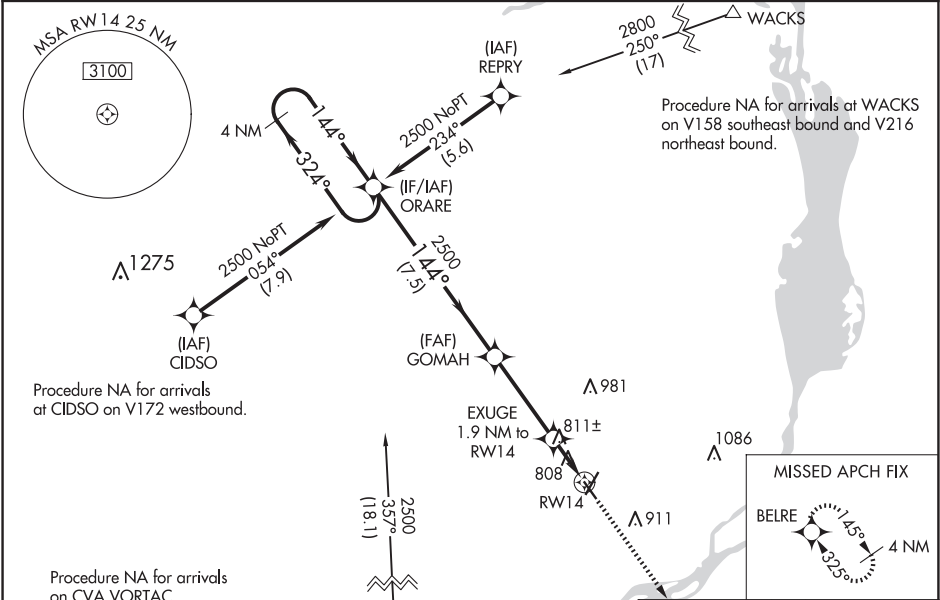 MSA RW14 25 NM
3100
2800
250°
(17)
WACKS
(IAF)
REPRY
Procedure NA for arrivals at WACKS
on V158 southeast bound and V216
northeast bound.
4 NM
144°
324°
2500 NoPT
234°
(5.6)
(IF/IAF)
ORARE
1275
2500 NoPT
054°
(7.9)
2500
144°
(7.5)
(IAF)
CIDSO
(FAF)
GOMAH
Procedure NA for arrivals
at CIDSO on V172 westbound.
981
EXUGE
1.9 NM to
RW14
811±
808
1086
RW14
911
2500
357°
(18.1)
MISSED APCH FIX
BELRE
145°
325°
4 NM
Procedure NA for arrivals
on CVA VORTAC